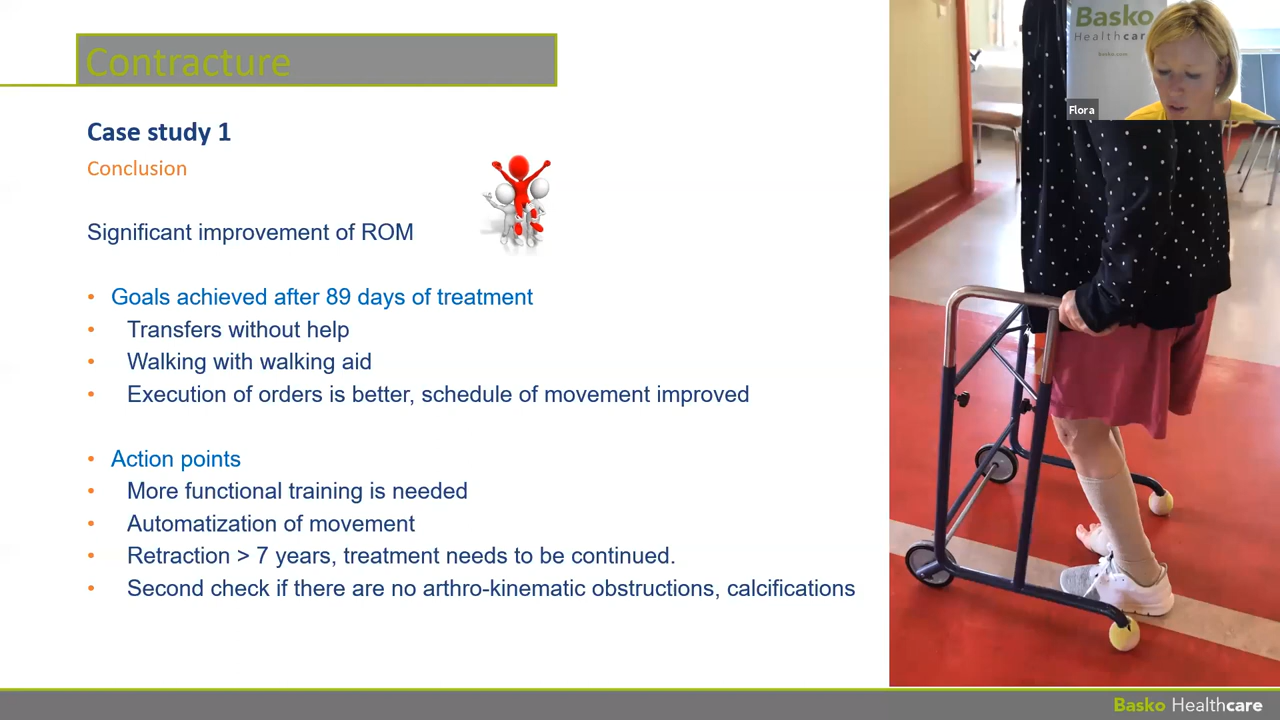 Contracture
Case study 1
Conclusion
Significant improvement of ROM
• Goals achieved after 89 days of treatment
• Transfers without help
• Walking with walking aid
• Execution of orders is better, schedule of movement improved
• Action points
• More functional training is needed
• Automatization of movement
• Retraction > 7 years, treatment needs to be continued.
• Second check if there are no arthro-kinematic obstructions, calcifications
Basko
Healthcare
basko.com
Flora
Basko Healthcare